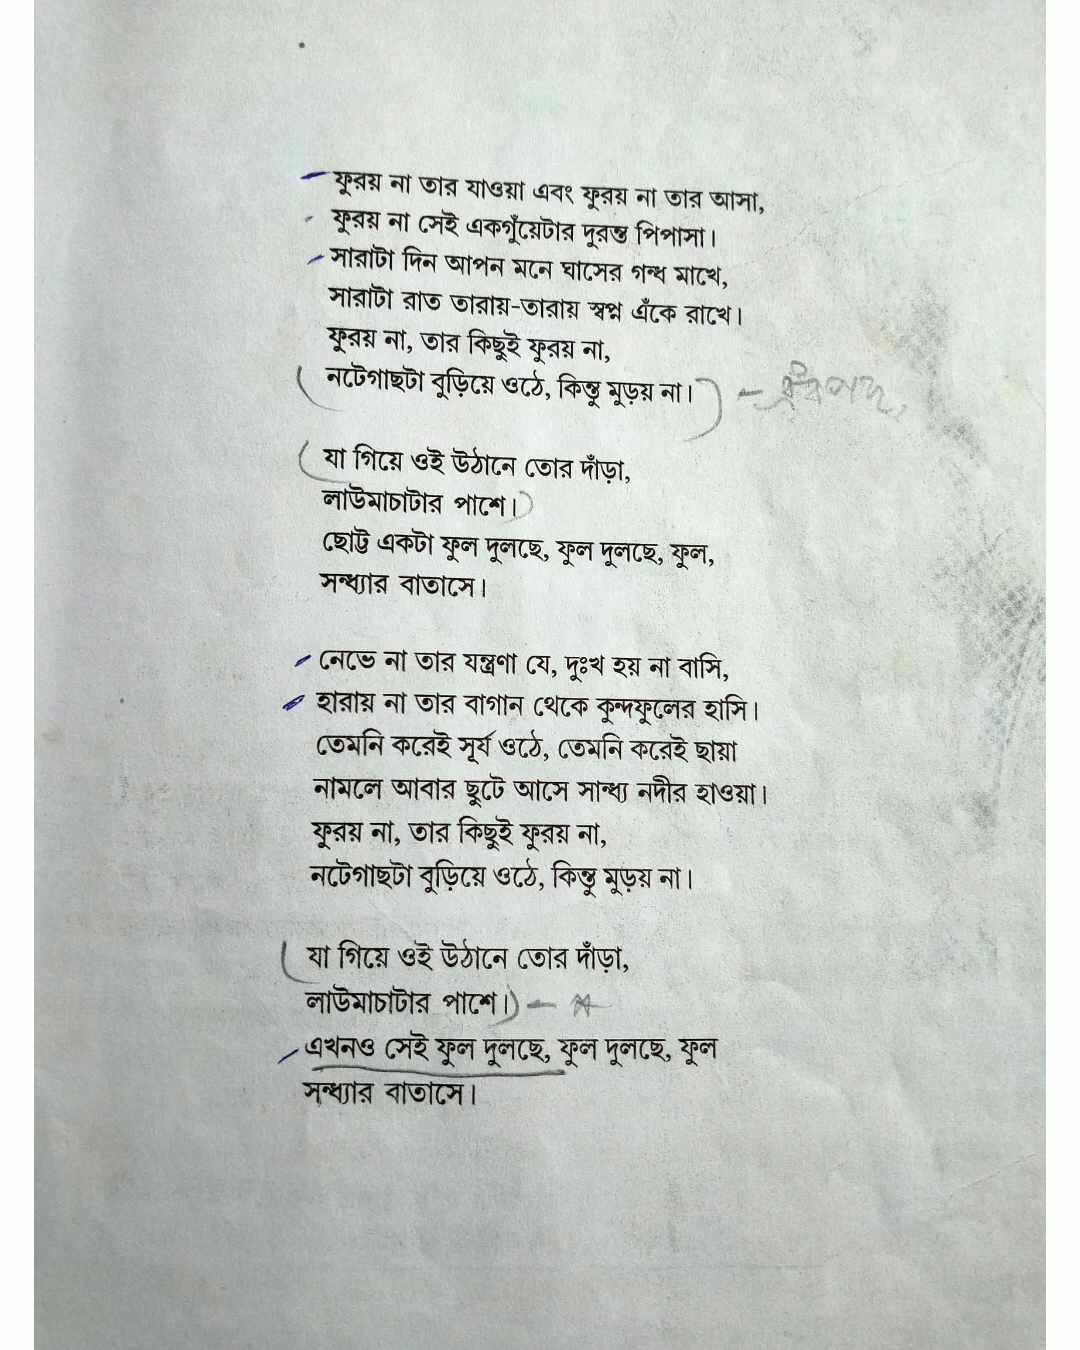 ফুরয় না তার যাওয়া এবং ফুরয় না তার আসা,
ফুরয় না সেই একগুঁয়েটার দুরন্ত পিপাসা।
সারাটা দিন আপন মনে ঘাসের গন্ধ মাখে,
সারাটা রাত তারায়-তারায় স্বপ্ন এঁকে রাখে।
ফুরয় না, তার কিছুই ফুরয় না,
নটেগাছটা বুড়িয়ে ওঠে, কিন্তু মুড়য় না।
যা গিয়ে ওই উঠানে তোর দাঁড়া,
লাউমাচাটার পাশে।
ছোট্ট একটা ফুল দুলছে, ফুল দুলছে, ফুল,
সন্ধ্যার বাতাসে।
নেভে না তার যন্ত্রণা যে, দুঃখ হয় না বাসি,
হারায় না তার বাগান থেকে কুন্দফুলের হাসি।
তেমনি করেই সূর্য ওঠে, তেমনি করেই ছায়া
নামলে আবার ছুটে আসে সান্ধ্য নদীর হাওয়া।
ফুরয় না, তার কিছুই ফুরয় না,
নটেগাছটা বুড়িয়ে ওঠে, কিন্তু মুড়য় না।
যা গিয়ে ওই উঠানে তোর দাঁড়া,
লাউমাচাটার পাশে।
এখনও সেই ফুল দুলছে, ফুল দুলছে, ফুল
সন্ধ্যার বাতাসে।